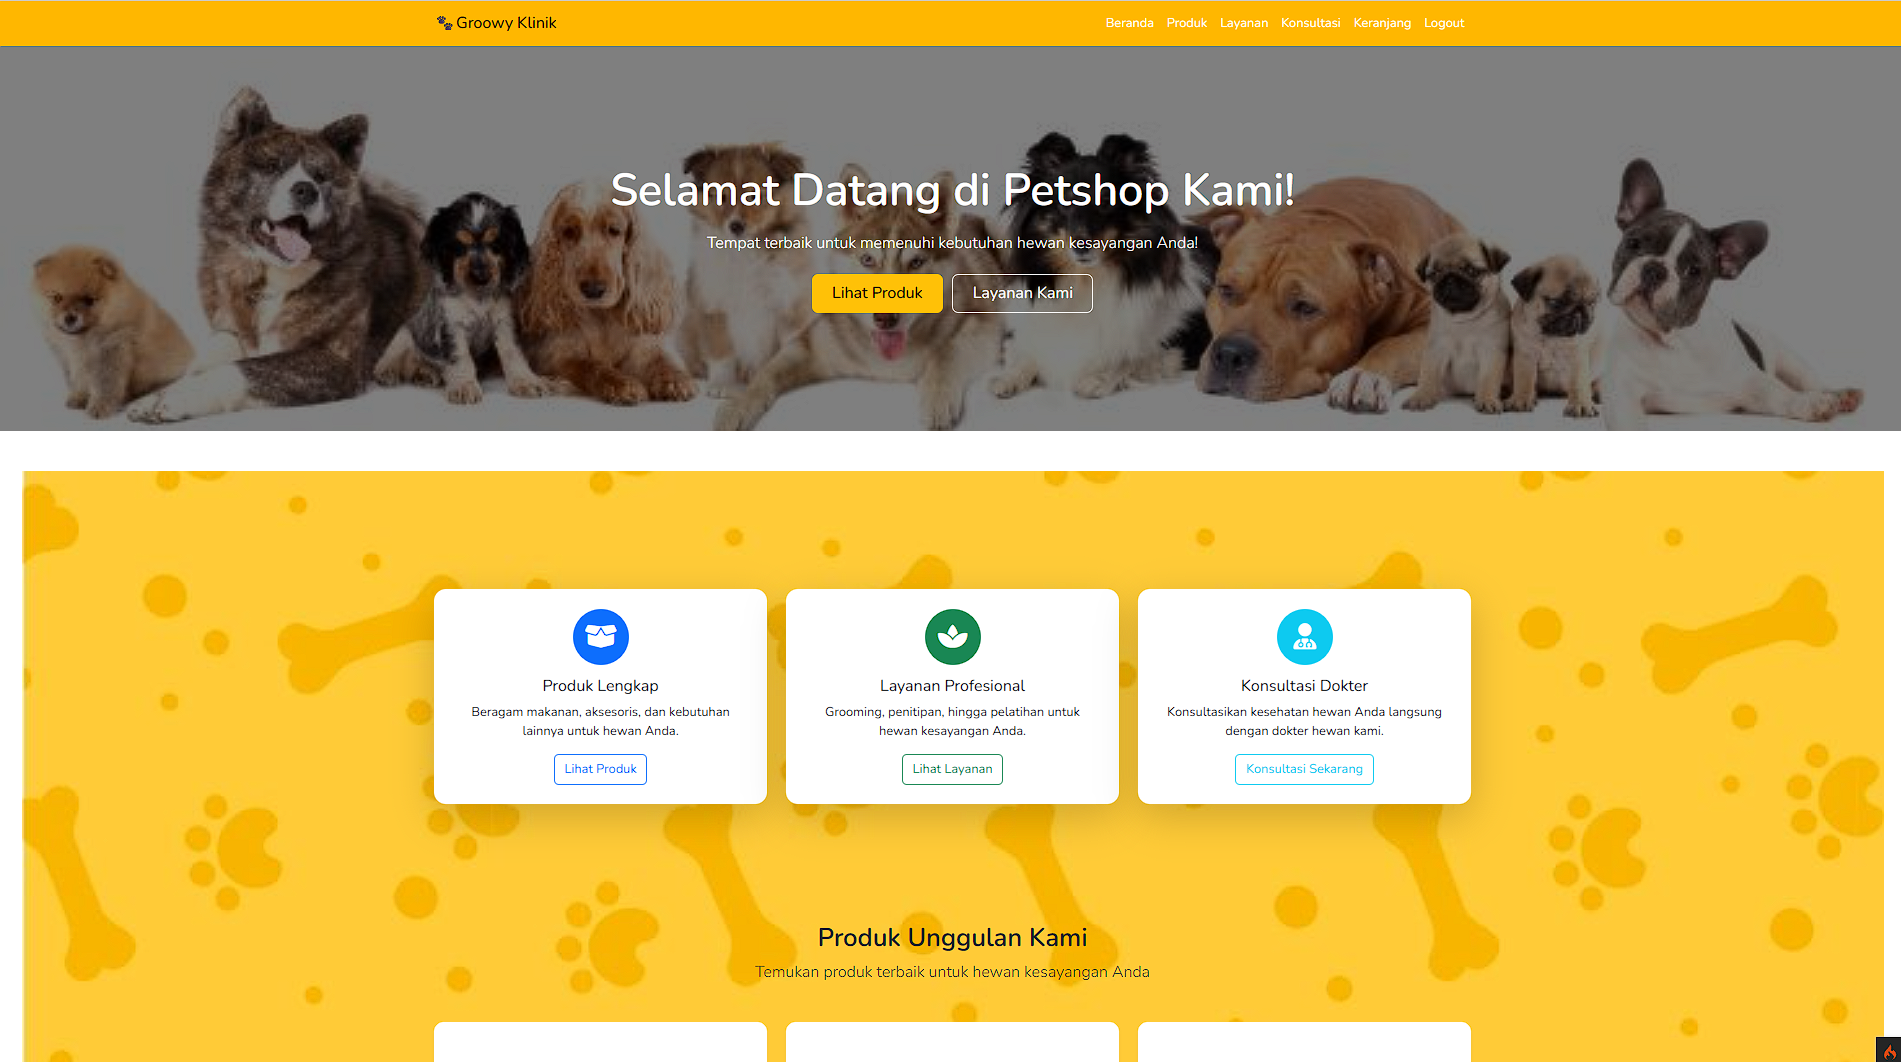 Groowy Klinik
Beranda Produk Layanan Konsultasi Keranjang Logout
Selamat Datang di Petshop Kami!
Tempat terbaik untuk memenuhi kebutuhan hewan kesayangan Anda!
Lihat Produk Layanan Kami
Produk Lengkap
Beragam makanan, aksesoris, dan kebutuhan
lainnya untuk hewan Anda.
Lihat Produk
Layanan Profesional
Grooming, penitipan, hingga pelatihan untuk
hewan kesayangan Anda.
Lihat Layanan
Konsultasi Dokter
Konsultasikan kesehatan hewan Anda langsung
dengan dokter hewan kami.
Konsultasi Sekarang
Produk Unggulan Kami
Temukan produk terbaik untuk hewan kesayangan Anda